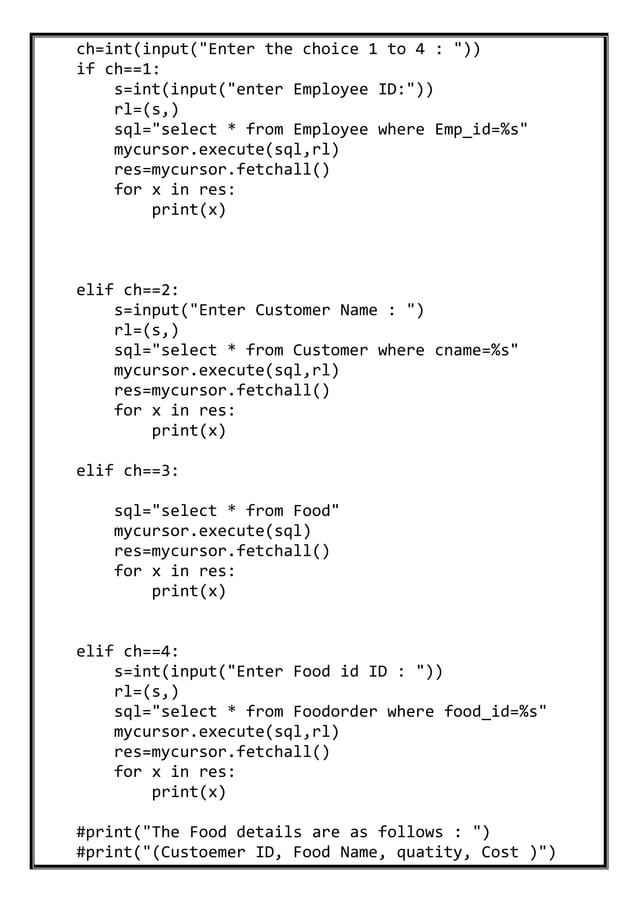 ch=int(input("Enter the choice 1 to 4 : "))
if ch==1:
    s=int(input("enter Employee ID:"))
    rl=(s,)
    sql="select * from Employee where Emp_id=%s"
    mycursor.execute(sql,rl)
    res=mycursor.fetchall()
    for x in res:
        print(x)
elif ch==2:
    s=input("Enter Customer Name : ")
    rl=(s,)
    sql="select * from Customer where cname=%s"
    mycursor.execute(sql,rl)
    res=mycursor.fetchall()
    for x in res:
        print(x)
elif ch==3:
    sql="select * from Food"
    mycursor.execute(sql)
    res=mycursor.fetchall()
    for x in res:
        print(x)
elif ch==4:
    s=int(input("Enter Food id ID : "))
    rl=(s,)
    sql="select * from Foodorder where food_id=%s"
    mycursor.execute(sql,rl)
    res=mycursor.fetchall()
    for x in res:
        print(x)
#print("The Food details are as follows : ")
#print("(Custoemer ID, Food Name, quatity, Cost )")